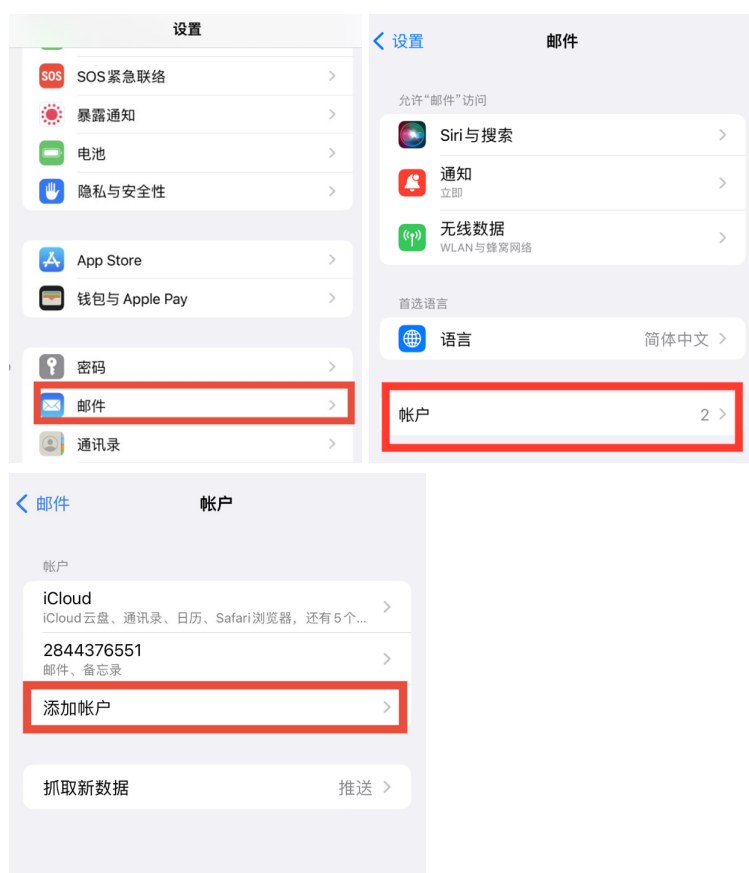 设置
SOS
SOS紧急联络
暴露通知
电池
隐私与安全性
App Store
钱包与 Apple Pay
密码
邮件
通讯录
设置
邮件
允许“邮件”访问
Siri与搜索
通知
立即
无线数据
WLAN与蜂窝网络
首选语言
语言
简体中文
帐户
2
邮件
帐户
帐户
iCloud
iCloud云盘、通讯录、日历、Safari浏览器，还有5个...
2844376551
邮件、备忘录
添加帐户
抓取新数据
推送